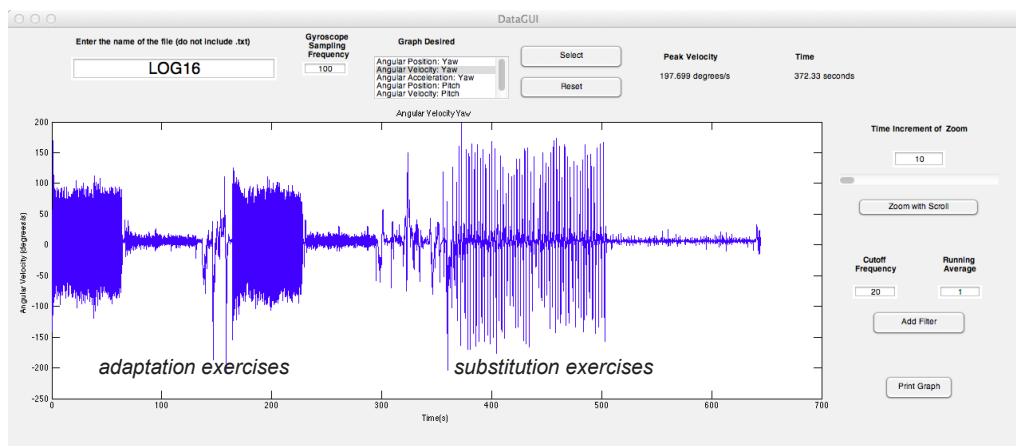 DataGUI
Enter the name of the file (do not include .txt)
LOG16
Gyroscope
Sampling
Frequency
100
Graph Desired
Angular Position: Yaw
Angular Velocity: Yaw
Angular Acceleration: Yaw
Angular Position: Pitch
Angular Velocity: Pitch
Select
Reset
Peak Velocity
197.699 degrees/s
Time
372.33 seconds
Angular Velocity Yaw
Angular Velocity (degrees/s)
200
150
100
50
0
-50
-100
-150
-200
-250
adaptation exercises
substitution exercises
0
100
200
300
400
500
600
700
Time(s)
Time Increment of Zoom
10
Zoom with Scroll
Cutoff
Frequency
20
Running
Average
1
Add Filter
Print Graph